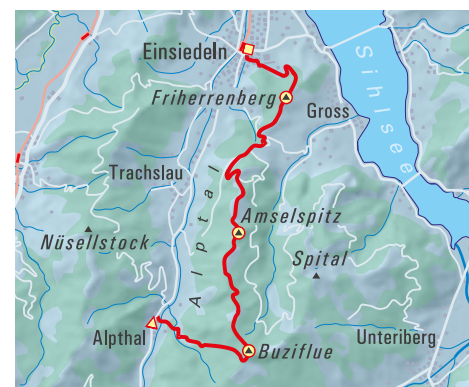 Einsiedeln
Sihlsee
Friherrenberg
Gross
Trachslau
Alptal
Amselspitz
Nüsellstock
Spital
Alpthal
Unteriberg
Buziflue